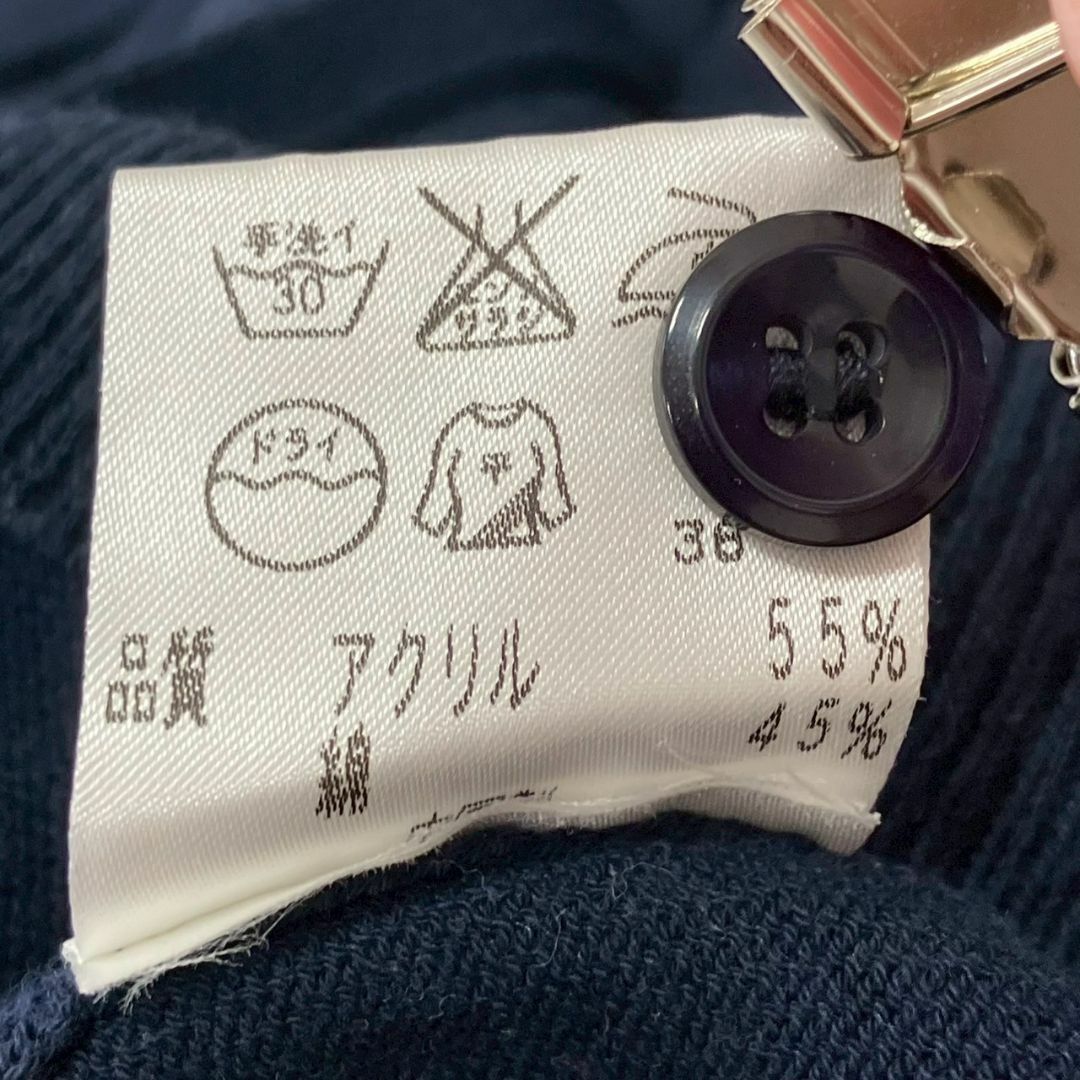 手洗イ
30
エンソサラシ
ドライ
平
38
品質 アクリル 55%
綿 45%